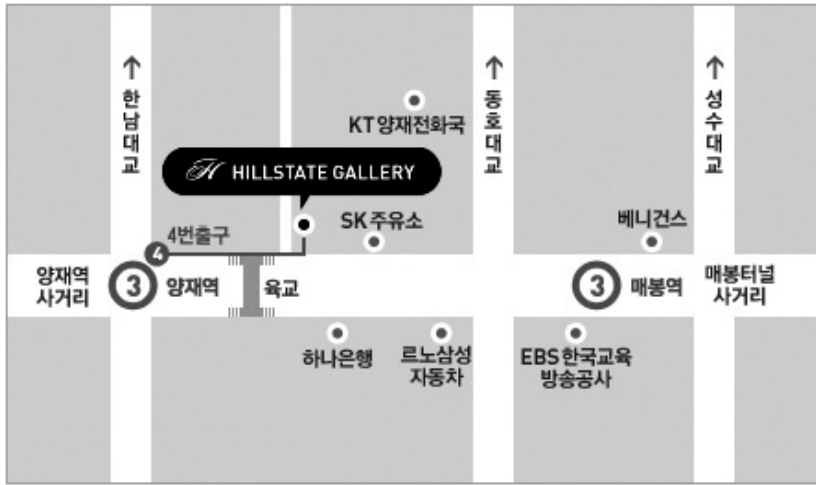 한남대교
동호대교
성수대교
KT 양재전화국
H HILLSTATE GALLERY
4번출구
SK 주유소
베니건스
4
양재역
사거리
3
양재역
육교
3
매봉역
매봉터널
사거리
하나은행
르노삼성
자동차
EBS 한국교육
방송공사